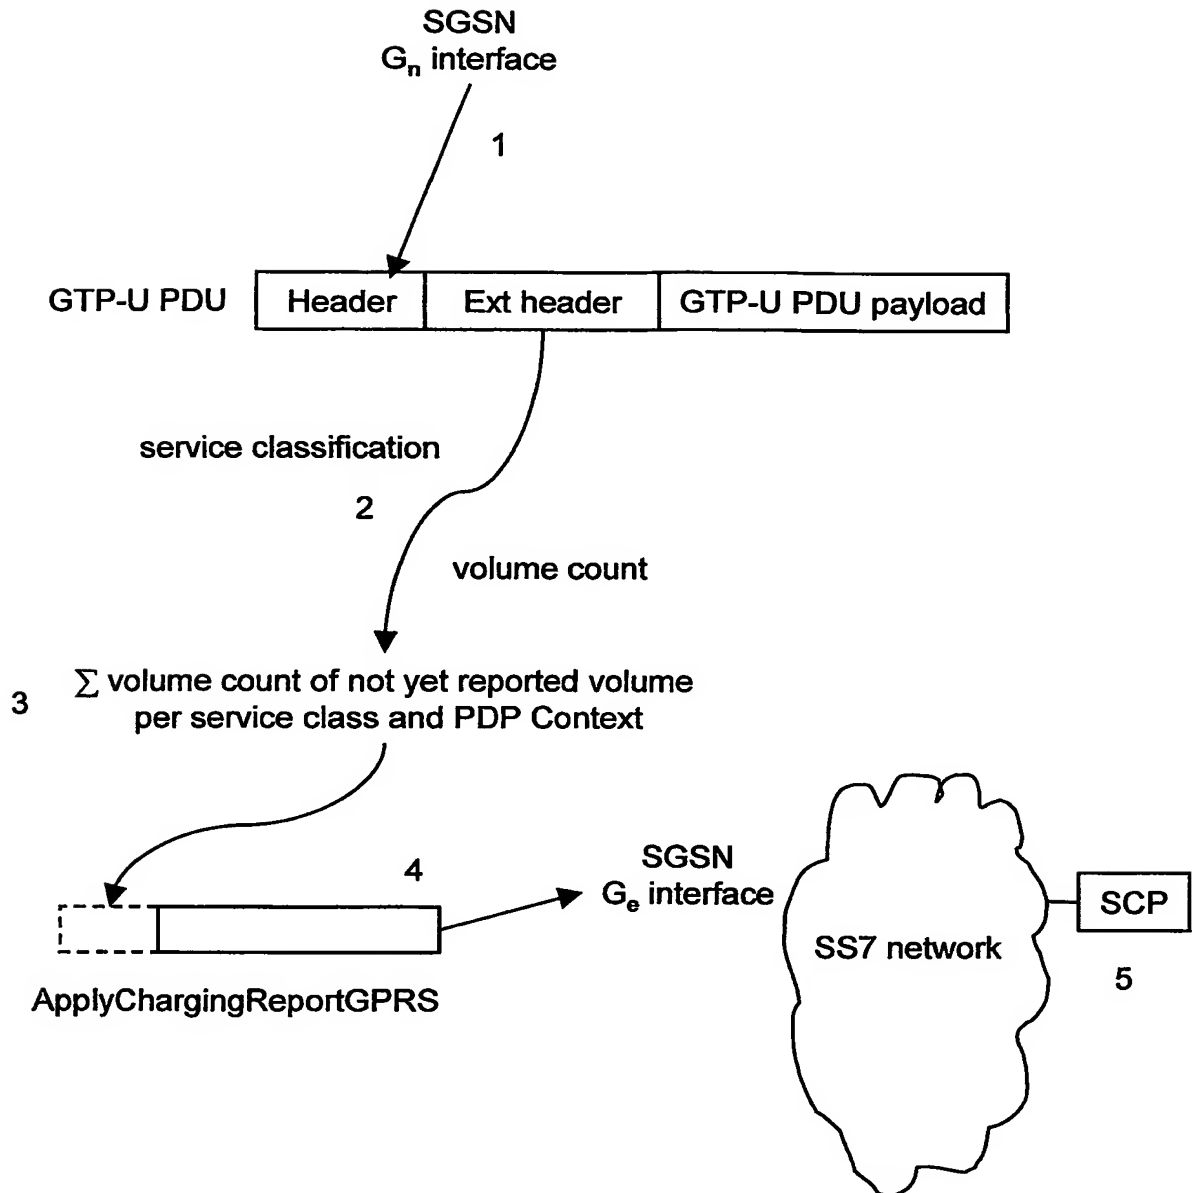 SGSN
Gn interface
1
GTP-U PDU
Header
Ext header
GTP-U PDU payload
service classification
2
volume count
3
∑ volume count of not yet reported volume
per service class and PDP Context
4
SGSN
Ge interface
SCP
SS7 network
5
ApplyChargingReportGPRS